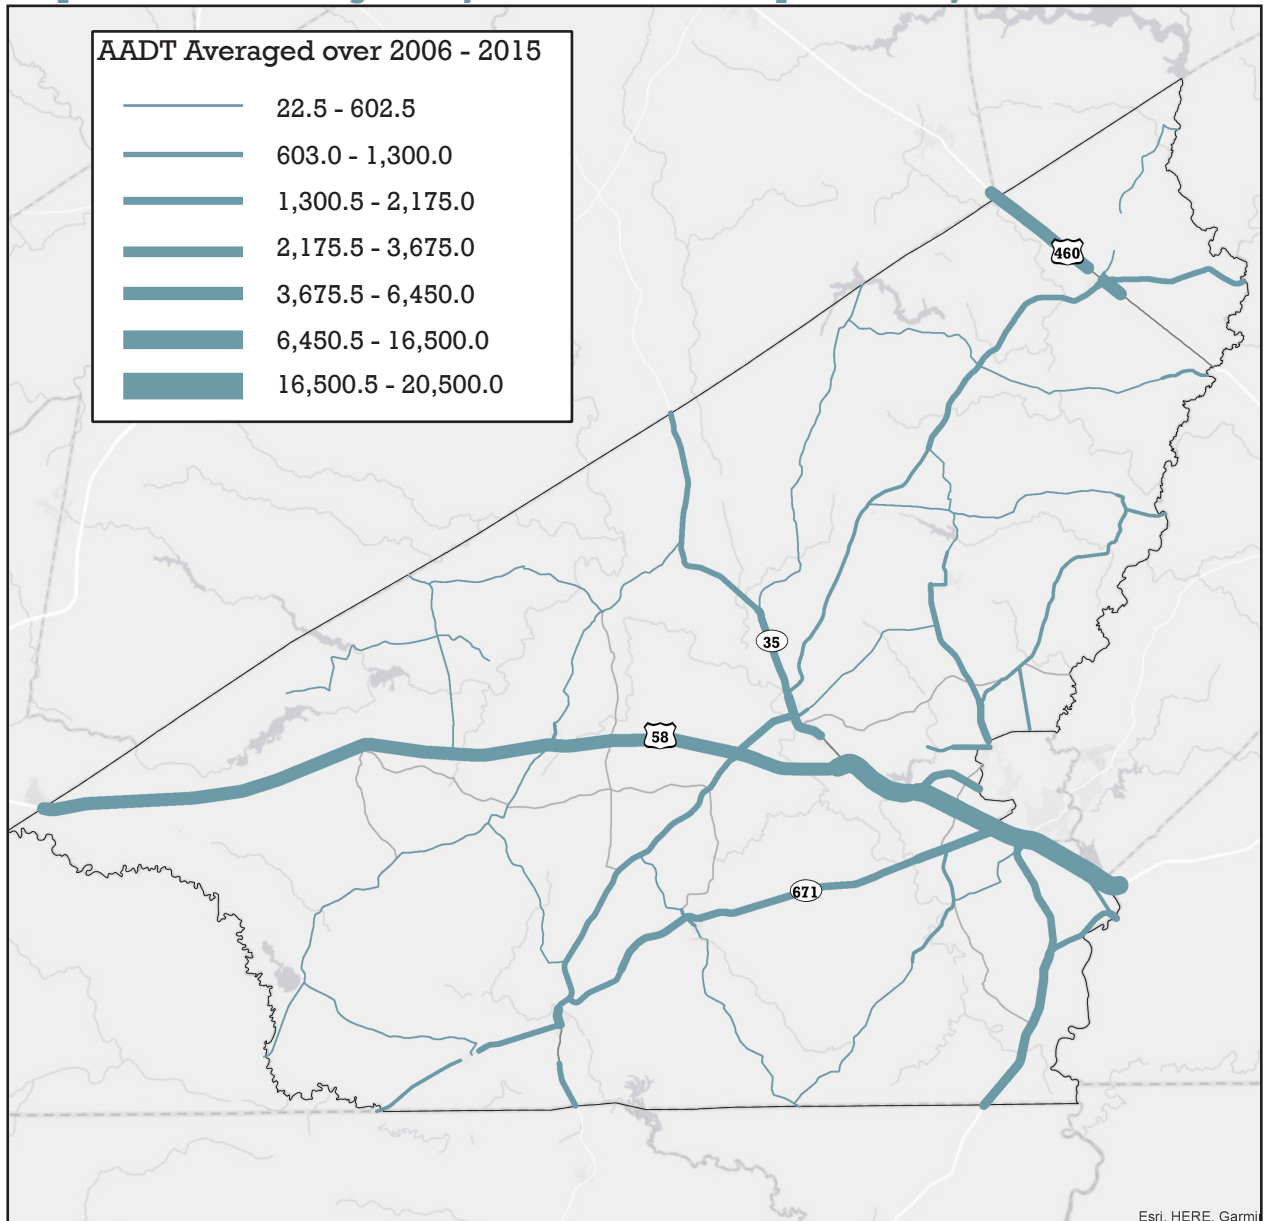 AADT Averaged over 2006 - 2015
22.5 - 602.5
603.0 - 1,300.0
1,300.5 - 2,175.0
2,175.5 - 3,675.0
3,675.5 - 6,450.0
6,450.5 - 16,500.0
16,500.5 - 20,500.0
460
35
58
671
Esri, HERE, Garmi